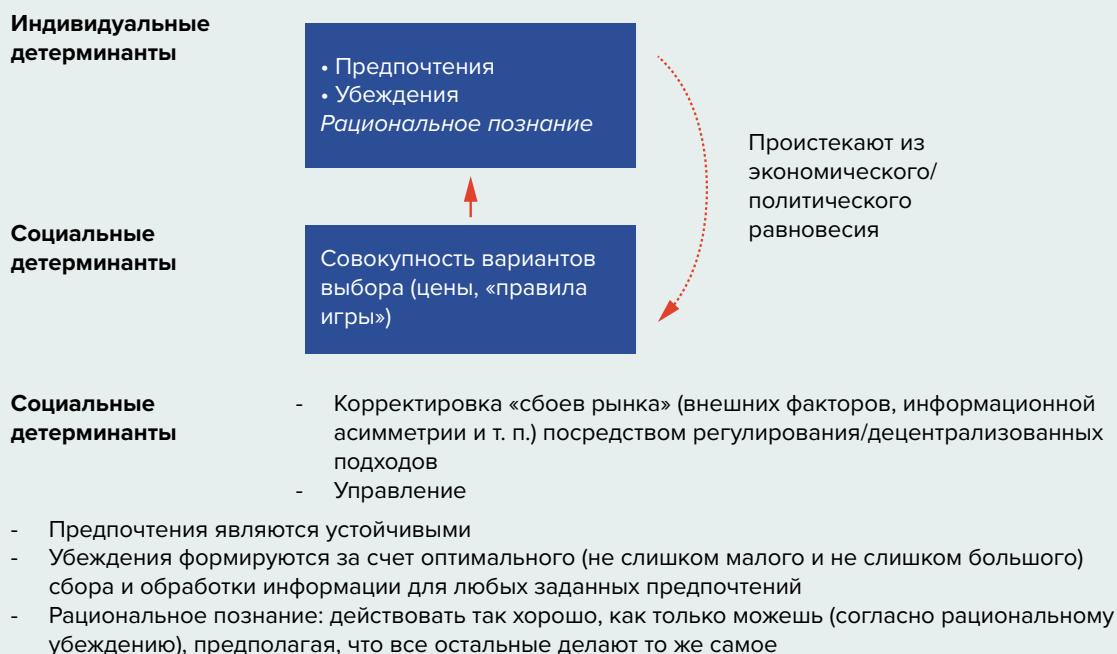 Индивидуальные
детерминанты
• Предпочтения
• Убеждения
Рациональное познание
Проистекают из
экономического/
политического
равновесия
Социальные
детерминанты
Совокупность вариантов
выбора (цены, «правила
игры»)
Социальные
детерминанты
- Корректировка «сбоев рынка» (внешних факторов, информационной
асимметрии и т. п.) посредством регулирования/децентрализованных
подходов
- Управление
- Предпочтения являются устойчивыми
- Убеждения формируются за счет оптимального (не слишком малого и не слишком большого)
сбора и обработки информации для любых заданных предпочтений
- Рациональное познание: действовать так хорошо, как только можешь (согласно рациональному
убеждению), предполагая, что все остальные делают то же самое